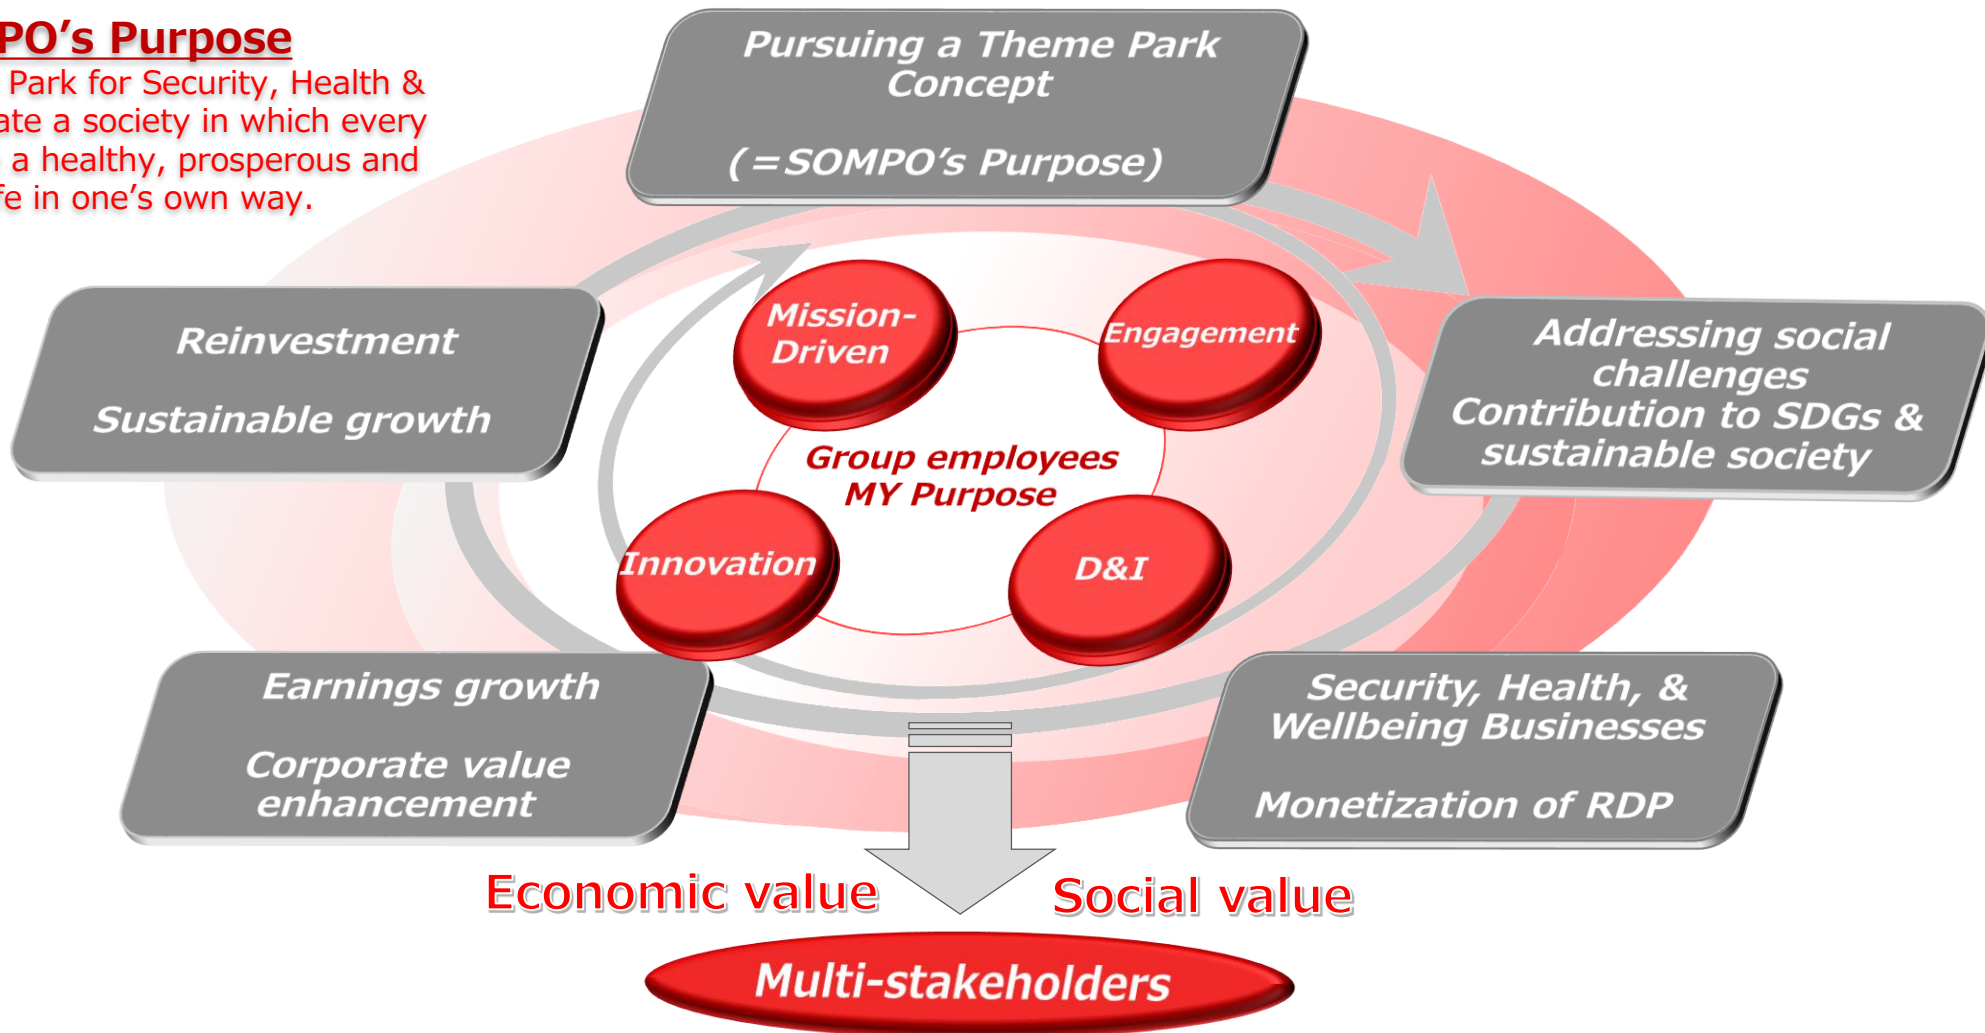 PO's Purpose
Park for Security, Health &
ate a society in which every
a healthy, prosperous and
fe in one's own way.
Pursuing a Theme Park
Concept
(=SOMPO's Purpose)
Reinvestment
Sustainable growth
Mission-
Driven
Engagement
Addressing social
challenges
Contribution to SDGs &
sustainable society
Group employees
MY Purpose
Innovation
D&I
Earnings growth
Corporate value
enhancement
Security, Health, &
Wellbeing Businesses
Monetization of RDP
Economic value
Social value
Multi-stakeholders